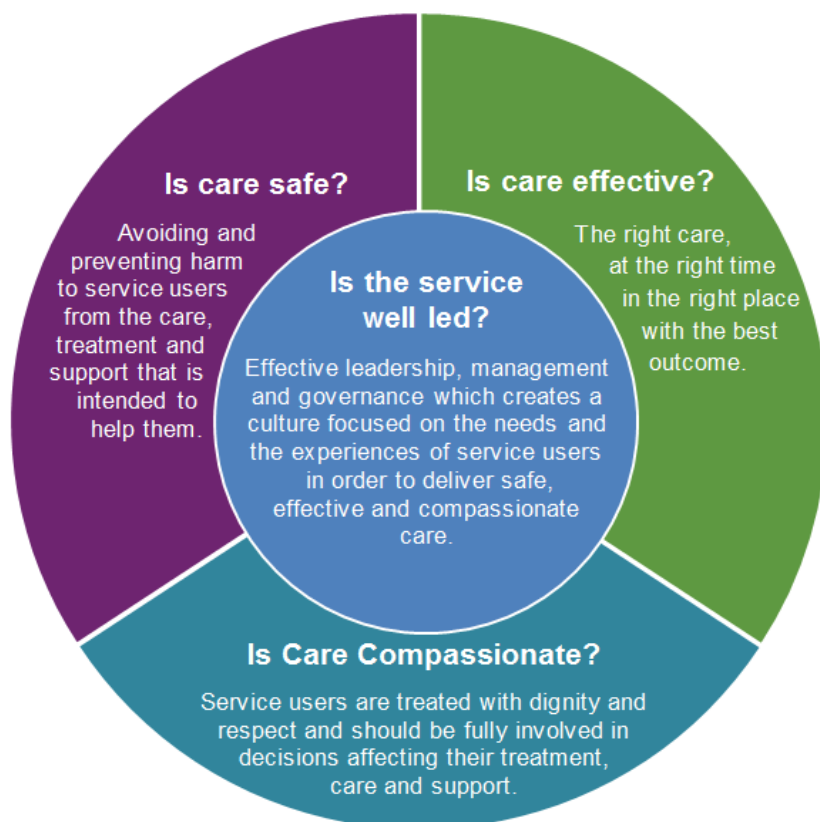 Is care safe?
Avoiding and
preventing harm
to service users
from the care,
treatment and
support that is
intended to
help them.
Is care effective?
The right care,
at the right time
in the right place
with the best
outcome.
Is the service
well led?
Effective leadership, management
and governance which creates a
culture focused on the needs and
the experiences of service users
in order to deliver safe,
effective and compassionate
care.
Is Care Compassionate?
Service users are treated with dignity and
respect and should be fully involved in
decisions affecting their treatment,
care and support.